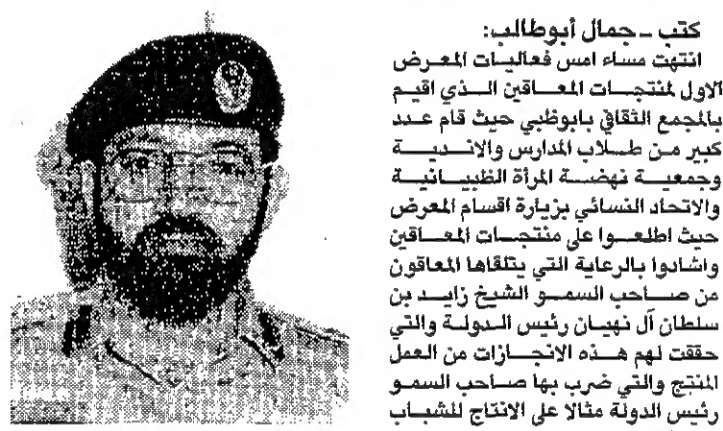 كتب ـ جمال أبوطالب:
انتهت مساء امس فعاليات المعرض
الاول لمنتجات المعاقين الذي اقيم
بالمجمع الثقافي بابوظبي حيث قام عدد
كبير من طلاب المدارس والاندية
وجمعية نهضة المرأة الظبيانية
والاتحاد النسائي بزيارة اقسام المعرض
حيث اطلعوا على منتجات المعاقين
واشادوا بالرعاية التي يتلقاها المعاقون
من صاحب السمو الشيخ زايد بن
سلطان آل نهيان رئيس الدولة والتي
حققت لهم هذه الانجازات من العمل
المنتج والتي ضرب بها صاحب السمو
رئيس الدولة مثالا على الانتاج للشباب